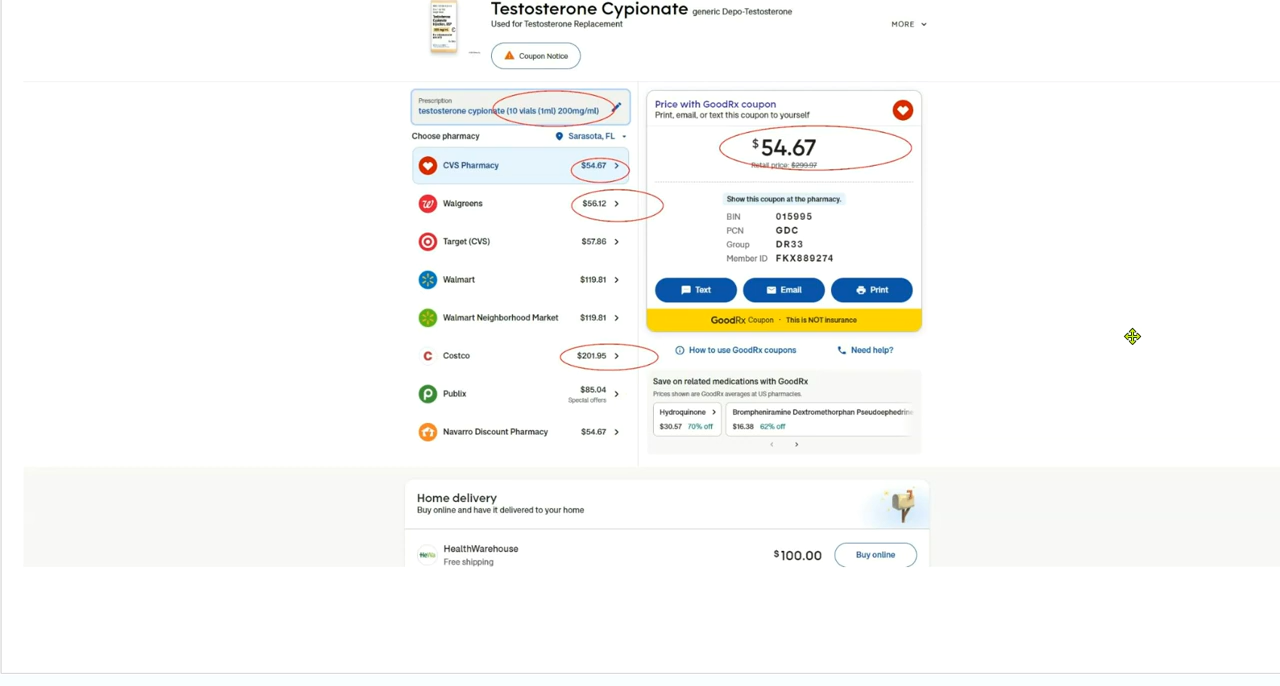 Testosterone Cypionate generic Depo-Testosterone
Used for Testosterone Replacement
MORE
Coupon Notice
Prescription
testosterone cypionate (10 vials (1ml) 200mg/ml)
Choose pharmacy Sarasota, FL
CVS Pharmacy $54.67
Walgreens $56.12
Target (CVS) $57.86
Walmart $119.81
Walmart Neighborhood Market $119.81
Costco $201.95
Publix $85.04
Special offers
Navarro Discount Pharmacy $54.67
Price with GoodRx coupon
Print, email, or text this coupon to yourself
$54.67
Retail price: $299.97
Show this coupon at the pharmacy.
BIN 015995
PCN GDC
Group DR33
Member ID FKX889274
Text Email Print
GoodRx Coupon · This is NOT insurance
How to use GoodRx coupons Need help?
Save on related medications with GoodRx
Prices shown are GoodRx averages at US pharmacies.
Hydroquinone Brompheniramine Dextromethorphan Pseudoephedrine
$30.57 70% off $16.38 62% off
Home delivery
Buy online and have it delivered to your home
HealthWarehouse
Free shipping
$100.00 Buy online